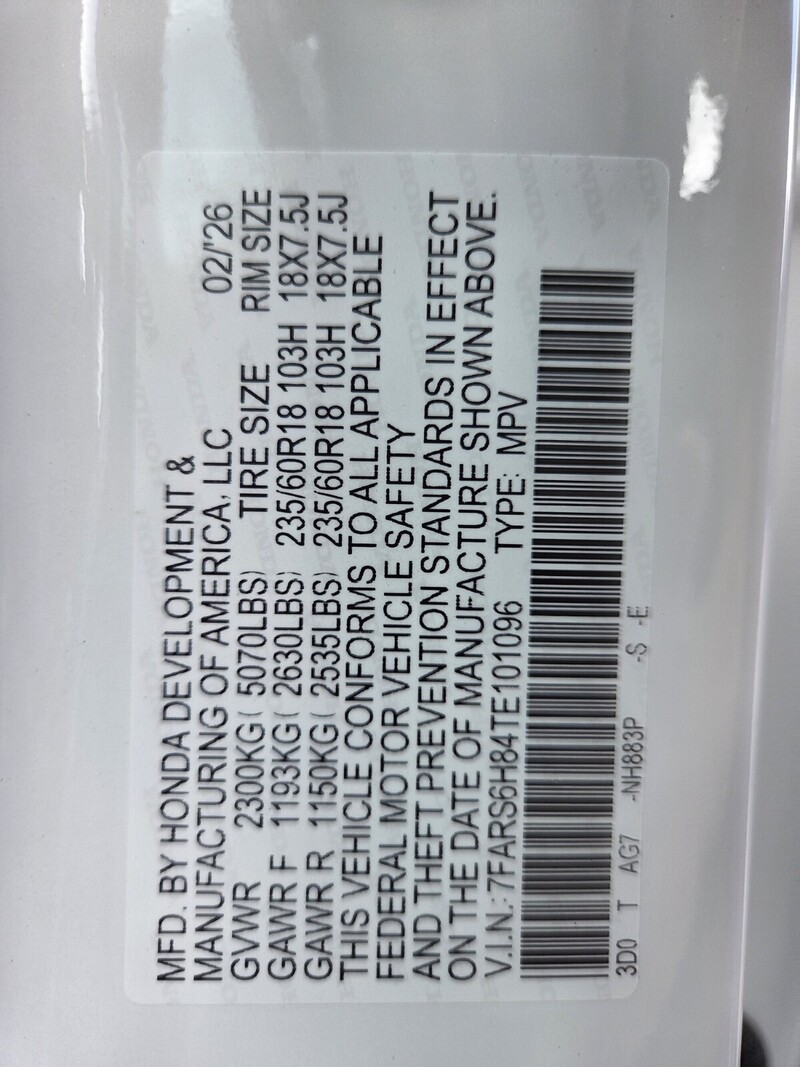 MFD. BY HONDA DEVELOPMENT &
MANUFACTURING OF AMERICA, LLC 02/'26
GVWR 2300KG( 5070LBS) TIRE SIZE RIM SIZE
GAWR F 1193KG( 2630LBS) 235/60R18 103H 18X7.5J
GAWR R 1150KG( 2535LBS) 235/60R18 103H 18X7.5J
THIS VEHICLE CONFORMS TO ALL APPLICABLE
FEDERAL MOTOR VEHICLE SAFETY
AND THEFT PREVENTION STANDARDS IN EFFECT
ON THE DATE OF MANUFACTURE SHOWN ABOVE.
V.I.N.:7FARS6H84TE101096 TYPE: MPV
3D0 T AG7 -NH883P -S -E